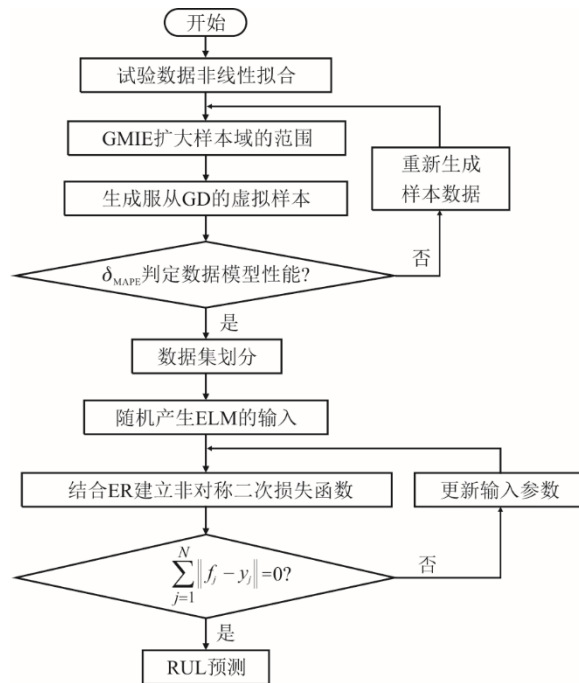 开始
试验数据非线性拟合
GMIE扩大样本域的范围
重新生成
样本数据
生成服从GD的虚拟样本
否
δMAPE判定数据模型性能?
是
数据集划分
随机产生ELM的输入
结合ER建立非对称二次损失函数
更新输入参数
否
∑_{j=1}^{N}‖f_j − y_j‖=0?
是
RUL预测